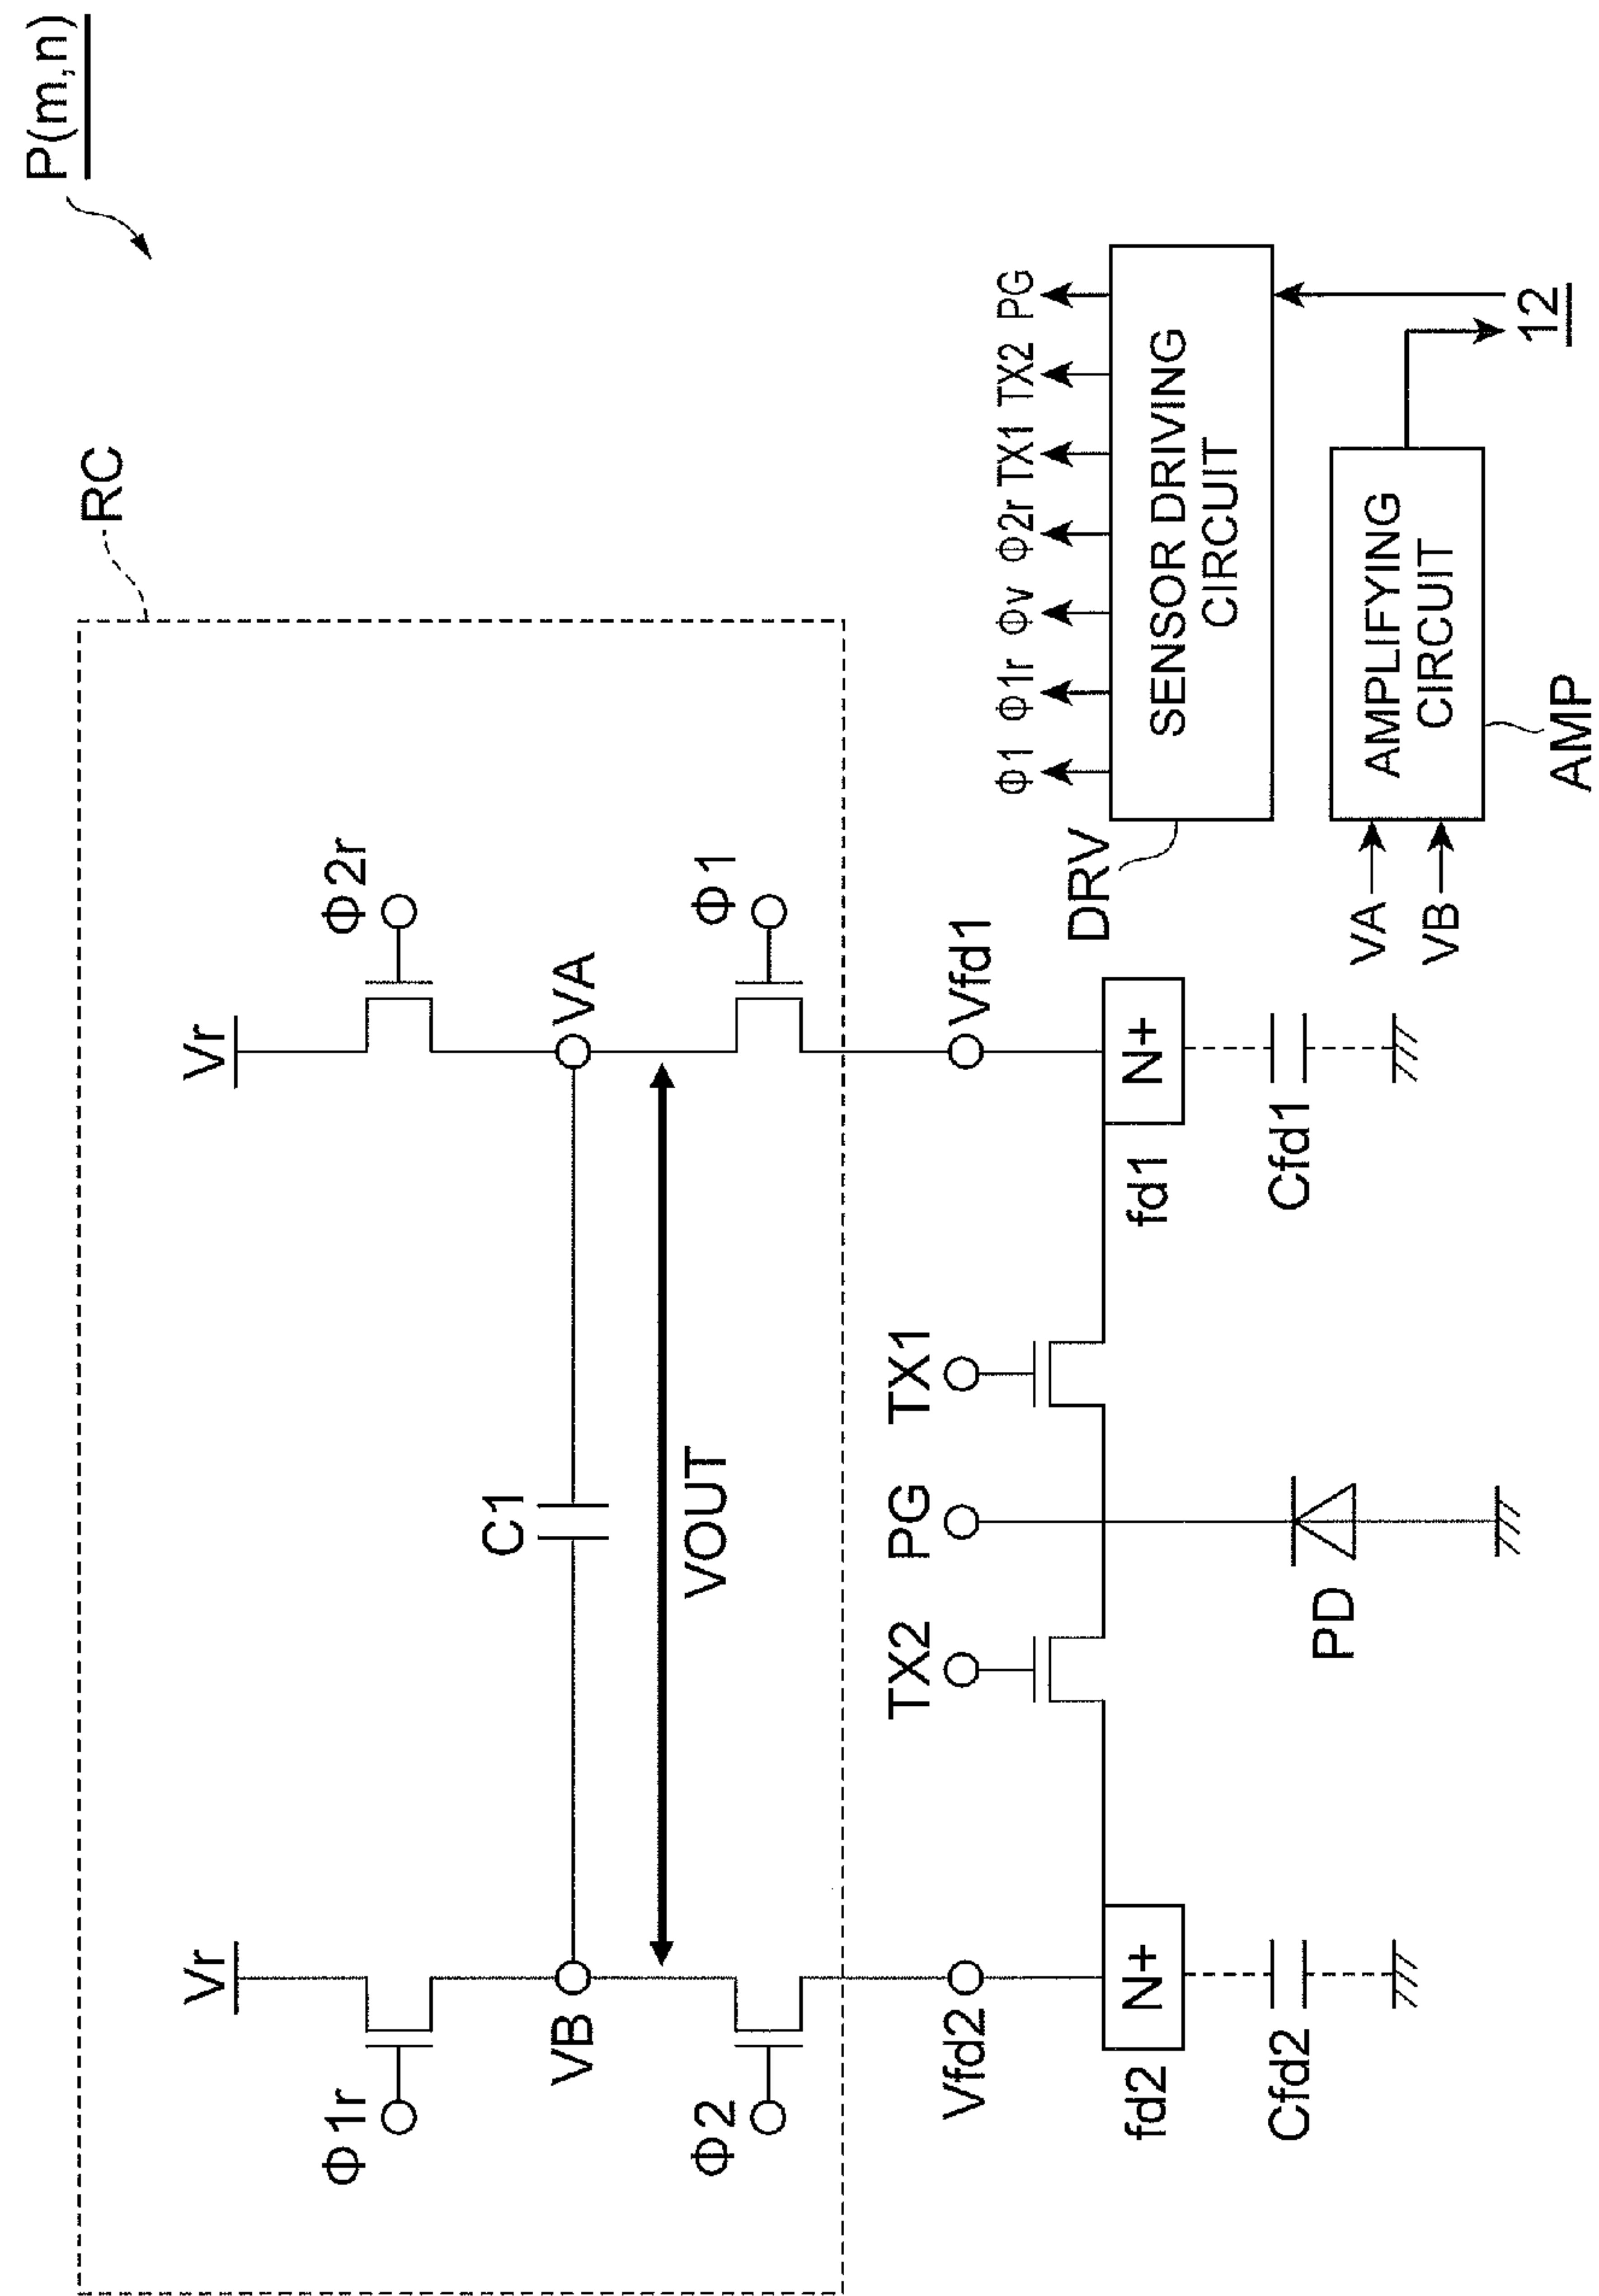 P(m,n)
RC
Vr
Vr
Φ1r
Φ2r
C1
VB
VA
VOUT
Φ2
Φ1
Vfd2
TX2
PG
TX1
Vfd1
fd2
N+
fd1
N+
Cfd2
PD
Cfd1
Φ1 Φ1r Φv Φ2r TX1 TX2 PG
DRV
SENSOR DRIVING
CIRCUIT
VA
VB
AMPLIFYING
CIRCUIT
AMP
12